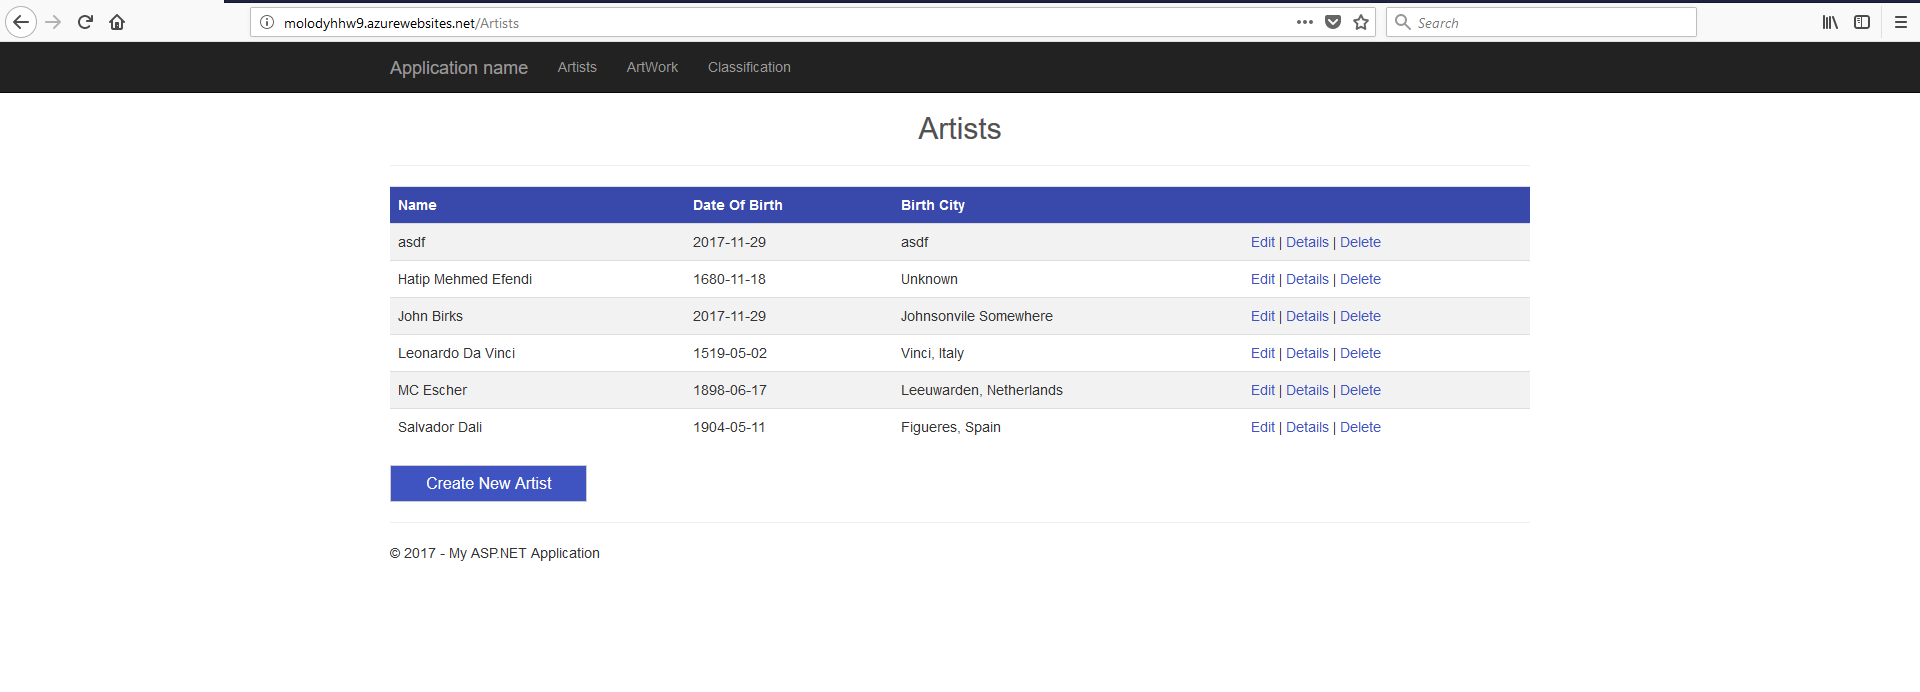 molodyhhw9.azurewebsites.net/Artists Search
Application name Artists ArtWork Classification
Artists
Name Date Of Birth Birth City
asdf 2017-11-29 asdf Edit | Details | Delete
Hatip Mehmed Efendi 1680-11-18 Unknown Edit | Details | Delete
John Birks 2017-11-29 Johnsonvile Somewhere Edit | Details | Delete
Leonardo Da Vinci 1519-05-02 Vinci, Italy Edit | Details | Delete
MC Escher 1898-06-17 Leeuwarden, Netherlands Edit | Details | Delete
Salvador Dali 1904-05-11 Figueres, Spain Edit | Details | Delete
Create New Artist
© 2017 - My ASP.NET Application